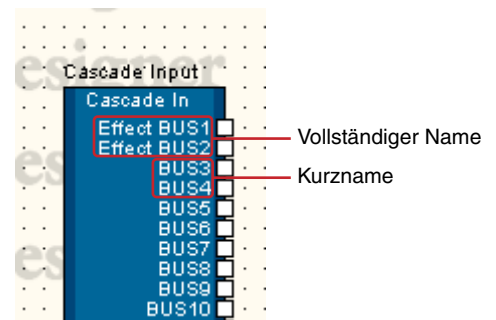 Cascade Input
Cascade In
Effect BUS1
Effect BUS2
BUS3
BUS4
BUS5
BUS6
BUS7
BUS8
BUS9
BUS10
Vollständiger Name
Kurzname